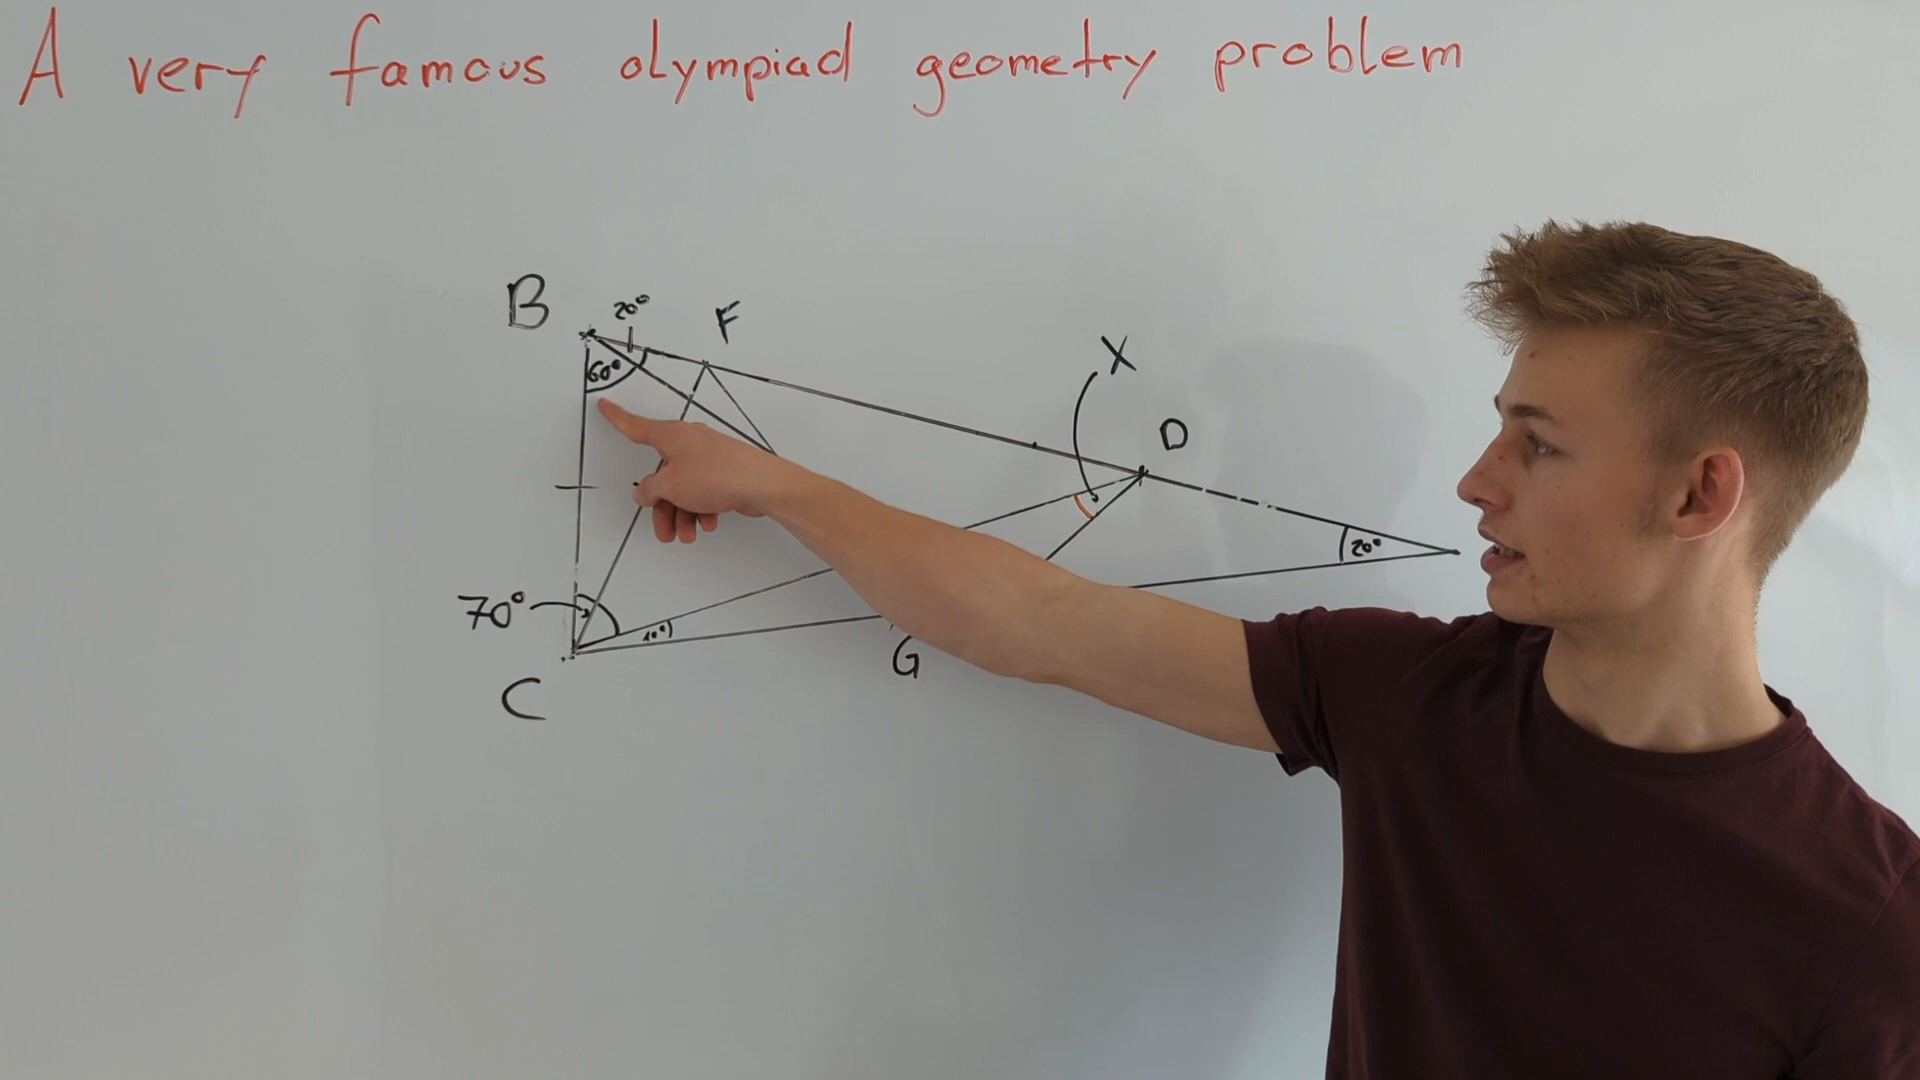 A very famous olympiad geometry problem
B
20°
F
X
60°
D
20°
70°
10°
G
C